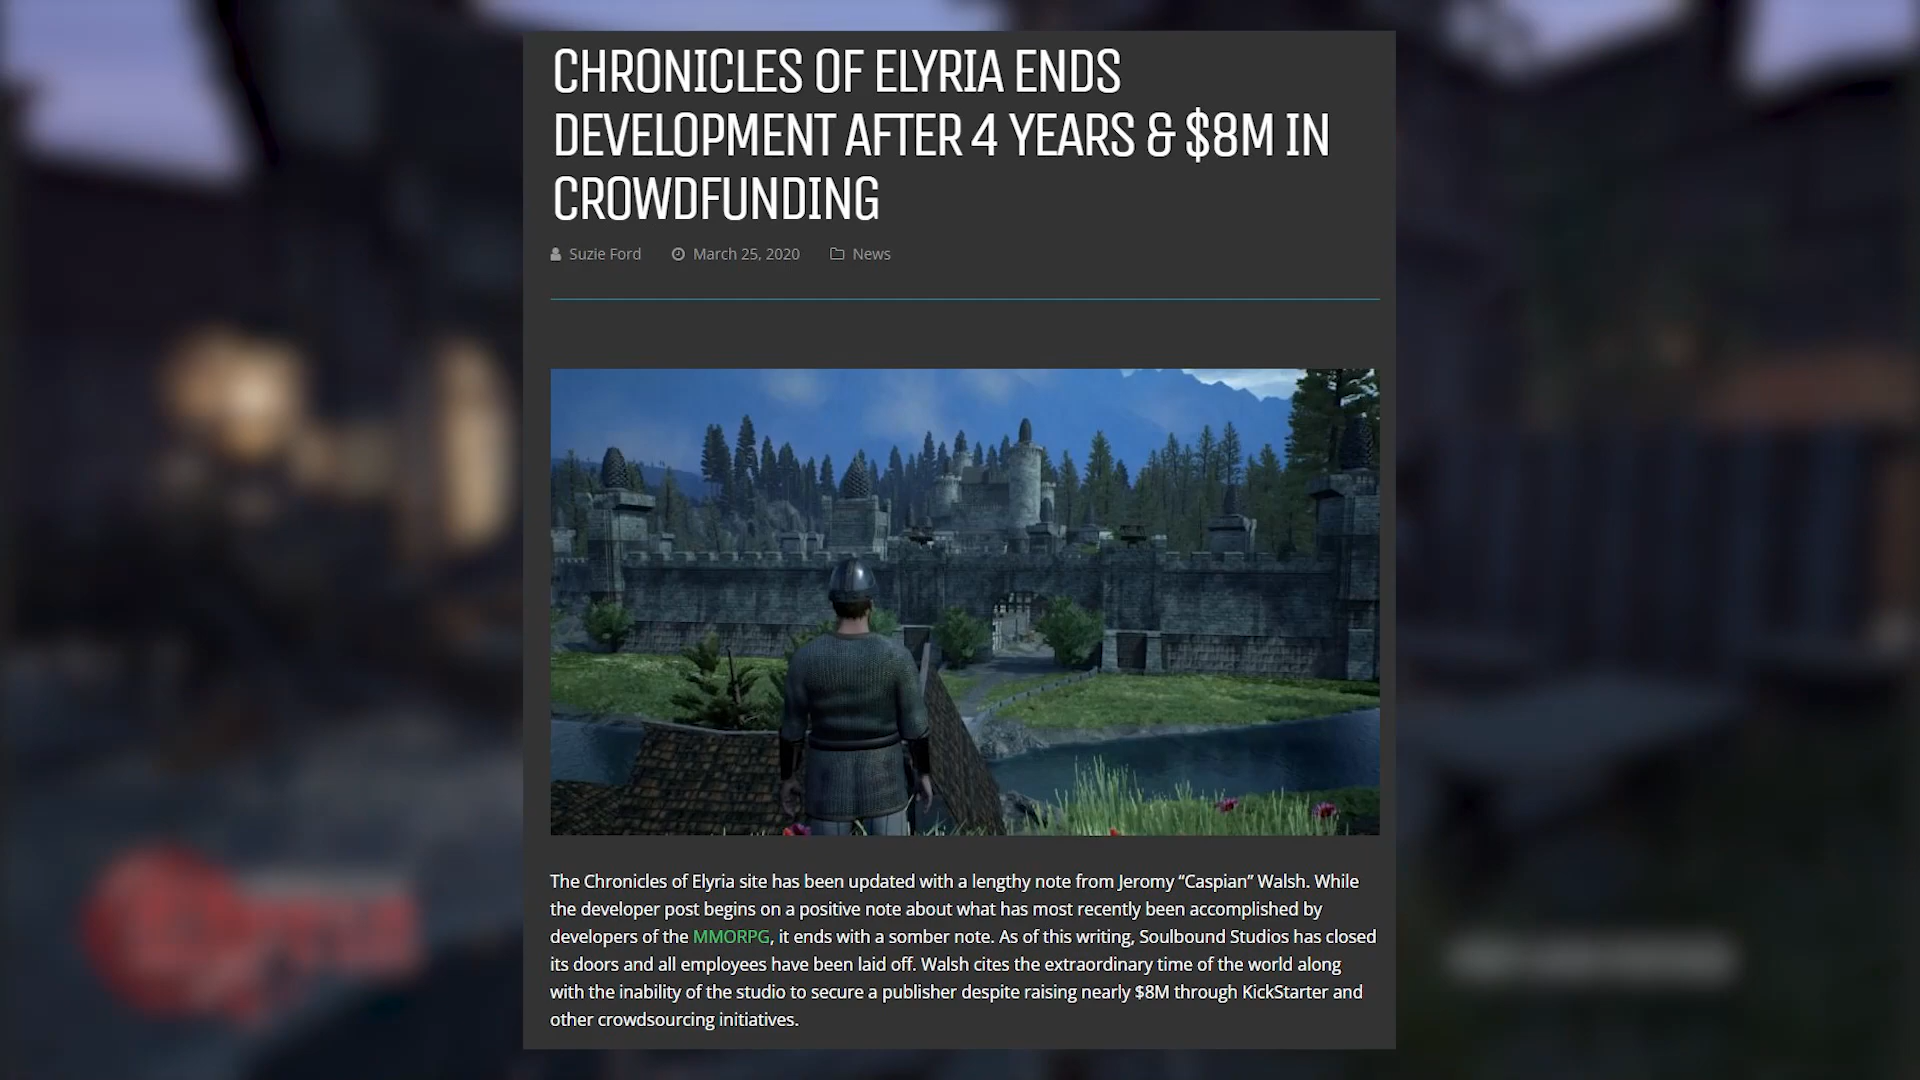 CHRONICLES OF ELYRIA ENDS
DEVELOPMENT AFTER 4 YEARS & $8M IN
CROWDFUNDING
Suzie Ford March 25, 2020 News
The Chronicles of Elyria site has been updated with a lengthy note from Jeromy “Caspian” Walsh. While
the developer post begins on a positive note about what has most recently been accomplished by
developers of the MMORPG, it ends with a somber note. As of this writing, Soulbound Studios has closed
its doors and all employees have been laid off. Walsh cites the extraordinary time of the world along
with the inability of the studio to secure a publisher despite raising nearly $8M through KickStarter and
other crowdsourcing initiatives.